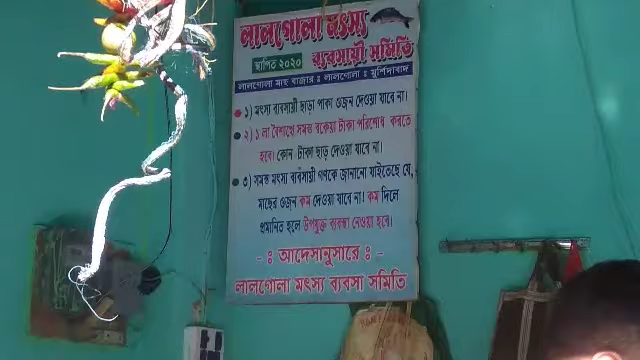 লালগোলা মৎস্য
ব্যবসায়ী সমিতি
স্থাপিত ২০২০
লালগোলা মাছ বাজার ঃ লালগোলা ঃ মুর্শিদাবাদ
১) মৎস্য ব্যবসায়ী ছাড়া পাকা ওজন দেওয়া যাবে না।
২) ১ লা বৈশাখে সমস্ত বকেয়া টাকা পরিশোধ করতে
হবে। কোন টাকা ছাড় দেওয়া যাবে না।
৩) সমস্ত মৎস্য ব্যবসায়ী গণকে জানানো যাইতেছে যে,
মাছের ওজন কম দেওয়া যাবে না। কম দিলে
প্রমানিত হলে উপযুক্ত ব্যবস্থা নেওয়া হবে।
- ঃ আদেসানুসারে ঃ -
লালগোলা মৎস্য ব্যবসা সমিতি